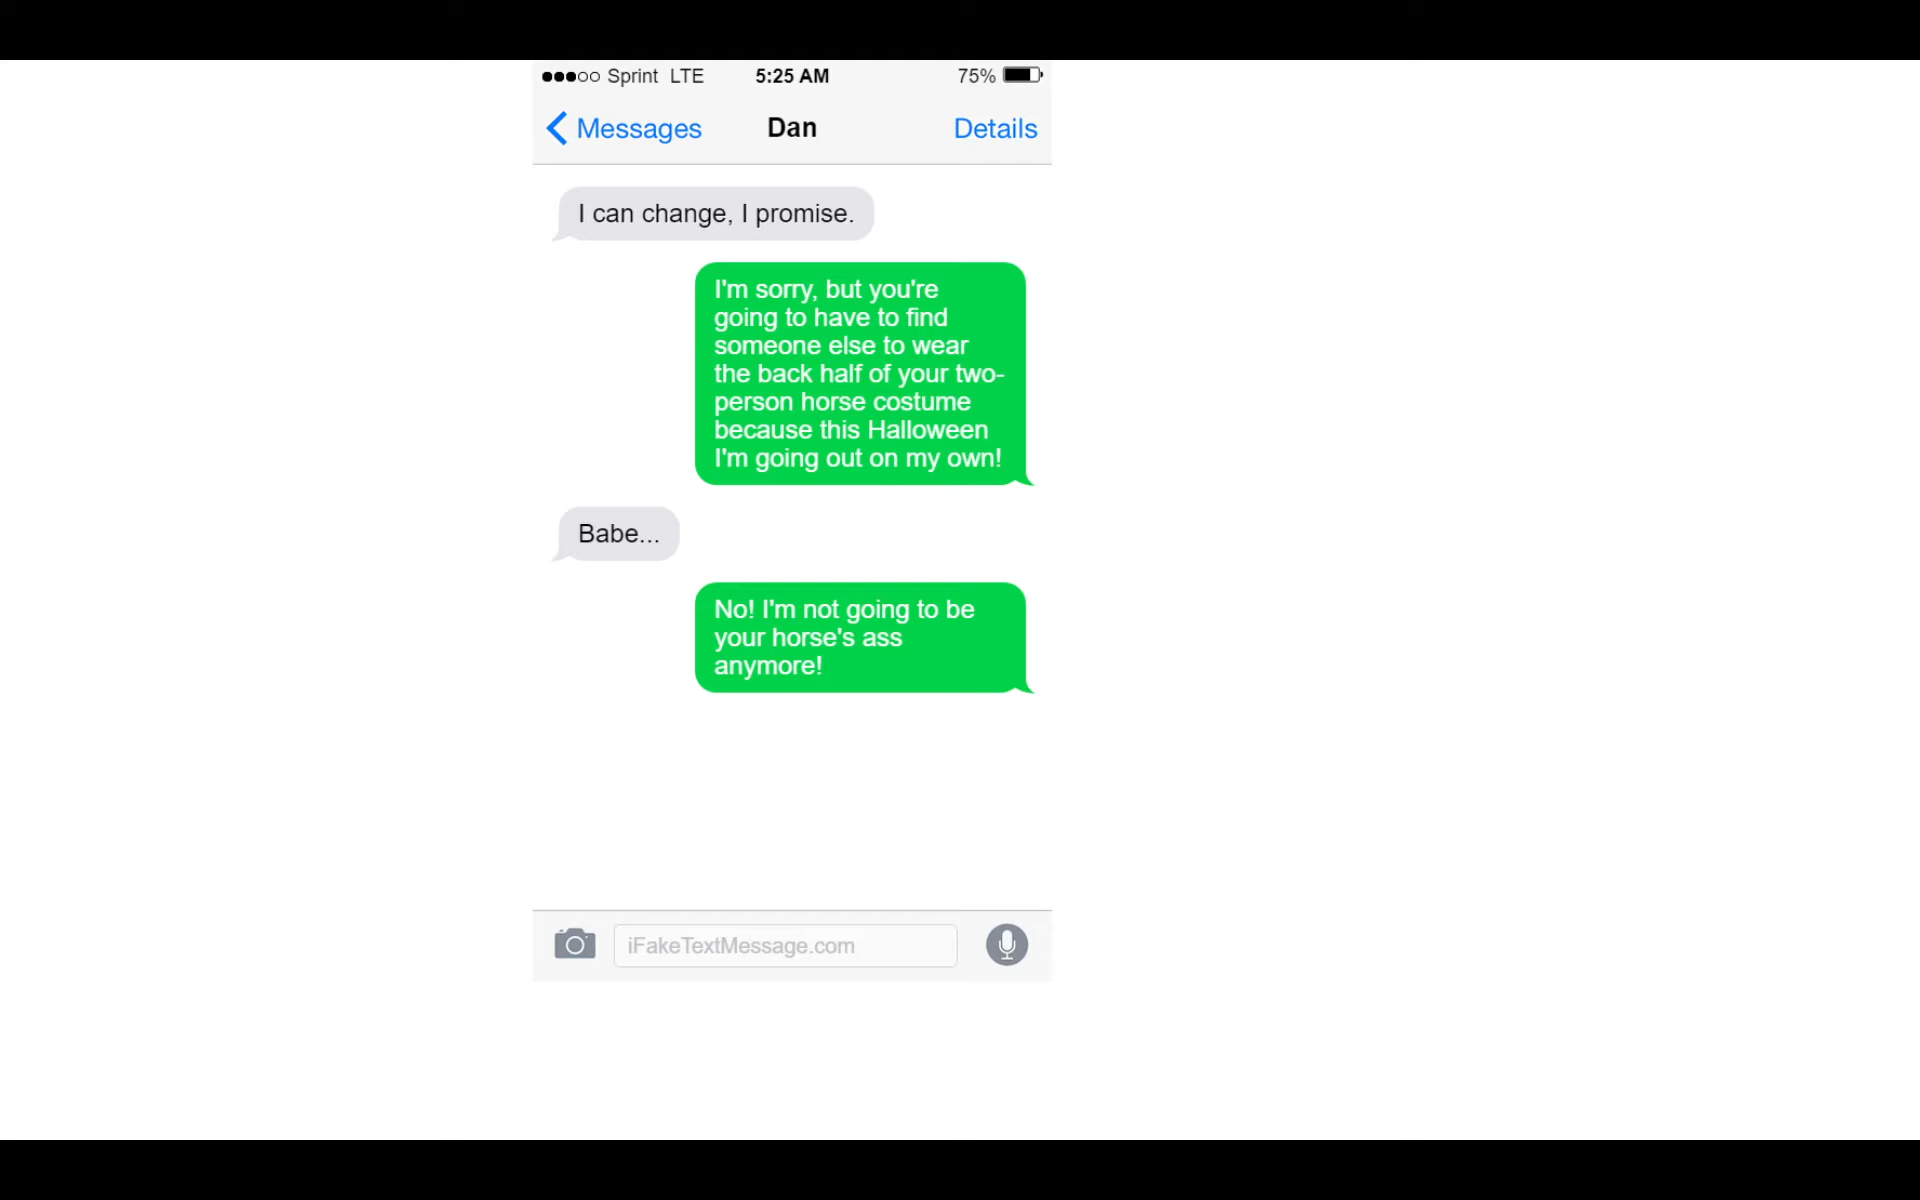 Sprint LTE 5:25 AM 75%
Messages Dan Details
I can change, I promise.
I'm sorry, but you're
going to have to find
someone else to wear
the back half of your two-
person horse costume
because this Halloween
I'm going out on my own!
Babe...
No! I'm not going to be
your horse's ass
anymore!
iFakeTextMessage.com